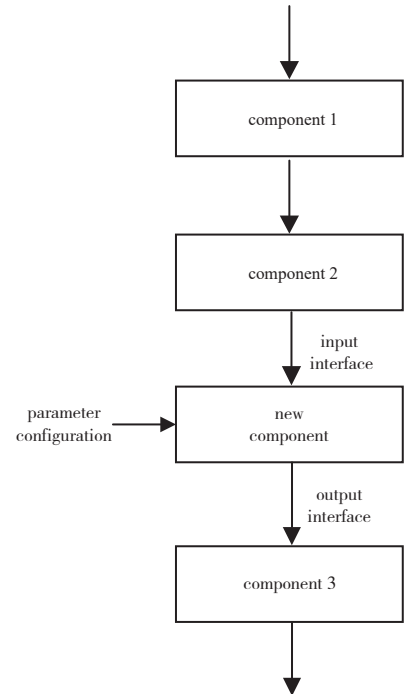 component 1
component 2
input
interface
parameter
configuration
new
component
output
interface
component 3